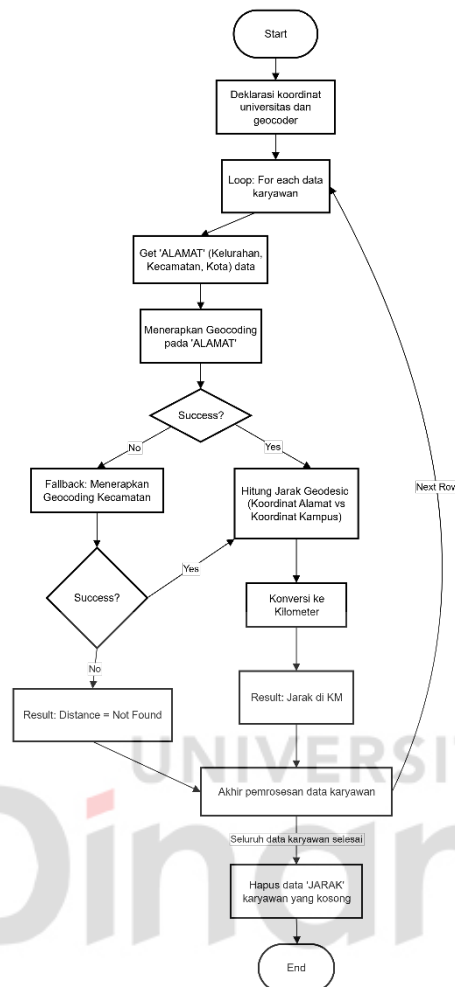 Start
Deklarasi koordinat
universitas dan
geocoder
Loop: For each data
karyawan
Get 'ALAMAT' (Kelurahan,
Kecamatan, Kota) data
Menerapkan Geocoding
pada 'ALAMAT'
Success?
No
Yes
Fallback: Menerapkan
Geocoding Kecamatan
Hitung Jarak Geodesic
(Koordinat Alamat vs
Koordinat Kampus)
Next Row
Success?
Yes
Konversi ke
Kilometer
No
Result: Distance = Not Found
Result: Jarak di KM
UNIVERSIT
Dinam
Akhir pemrosesan data karyawan
Seluruh data karyawan selesai
Hapus data 'JARAK'
karyawan yang kosong
End